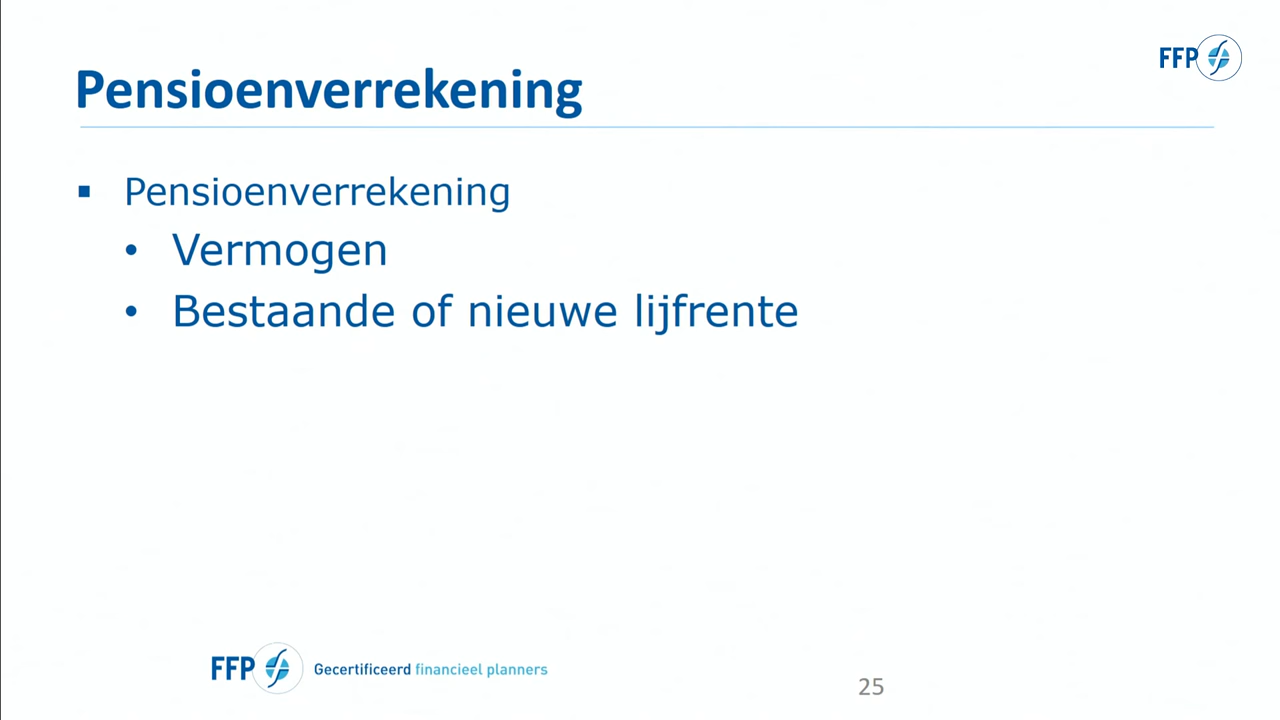 FFP
Pensioenverrekening
▪ Pensioenverrekening
• Vermogen
• Bestaande of nieuwe lijfrente
FFP Gecertificeerd financieel planners
25